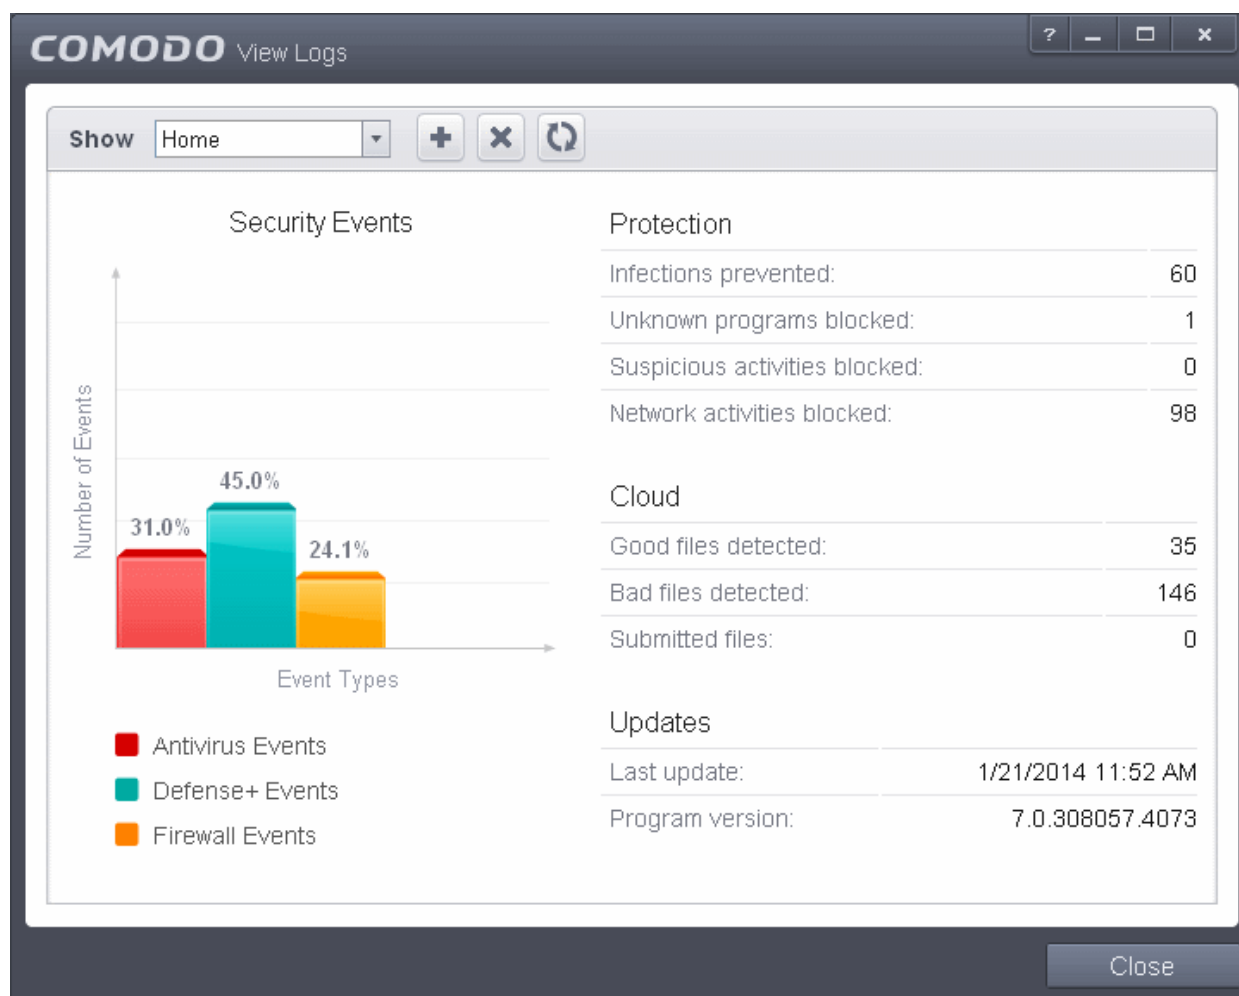 COMODO View Logs
?
Show Home
Security Events
Number of Events
31.0%
45.0%
24.1%
Event Types
Antivirus Events
Defense+ Events
Firewall Events
Protection
Infections prevented: 60
Unknown programs blocked: 1
Suspicious activities blocked: 0
Network activities blocked: 98
Cloud
Good files detected: 35
Bad files detected: 146
Submitted files: 0
Updates
Last update: 1/21/2014 11:52 AM
Program version: 7.0.308057.4073
Close